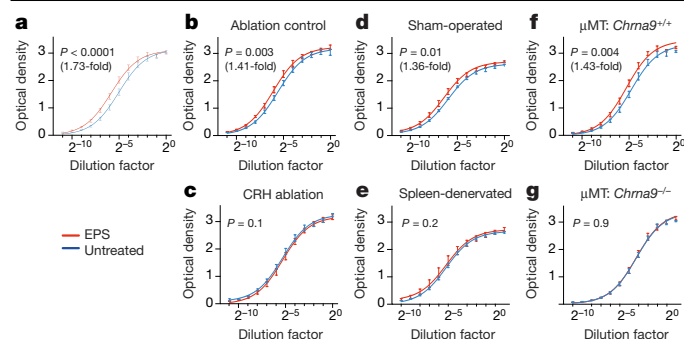 a
Optical density
3
2
1
0
P < 0.0001
(1.73-fold)
2–10 2–5 20
Dilution factor
b Ablation control
Optical density
3
2
1
0
P = 0.003
(1.41-fold)
2–10 2–5 20
Dilution factor
d Sham-operated
Optical density
3
2
1
0
P = 0.01
(1.36-fold)
2–10 2–5 20
Dilution factor
f μMT: Chrna9+/+
Optical density
3
2
1
0
P = 0.004
(1.43-fold)
2–10 2–5 20
Dilution factor
EPS
Untreated
c CRH ablation
Optical density
3
2
1
0
P = 0.1
2–10 2–5 20
Dilution factor
e Spleen-denervated
Optical density
3
2
1
0
P = 0.2
2–10 2–5 20
Dilution factor
g μMT: Chrna9–/–
Optical density
3
2
1
0
P = 0.9
2–10 2–5 20
Dilution factor